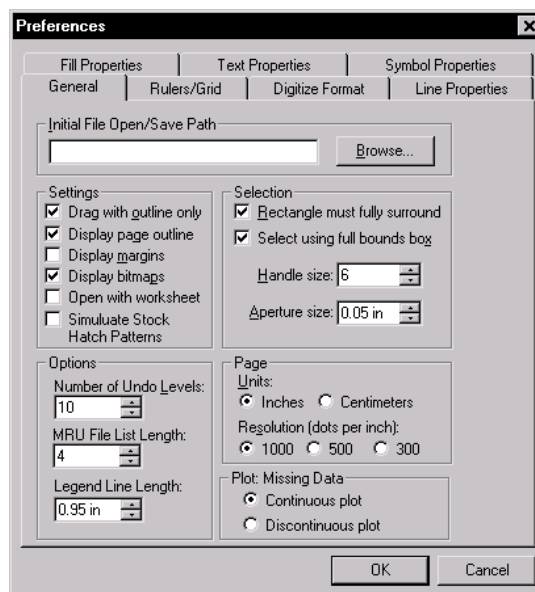 Preferences
Fill Properties Text Properties Symbol Properties
General Rulers/Grid Digitize Format Line Properties
Initial File Open/Save Path
Browse...
Settings
Drag with outline only
Display page outline
Display margins
Display bitmaps
Open with worksheet
Simuluate Stock
Hatch Patterns
Selection
Rectangle must fully surround
Select using full bounds box
Handle size: 6
Aperture size: 0.05 in
Options
Number of Undo Levels:
10
MRU File List Length:
4
Legend Line Length:
0.95 in
Page
Units:
Inches Centimeters
Resolution (dots per inch):
1000 500 300
Plot: Missing Data
Continuous plot
Discontinuous plot
OK Cancel